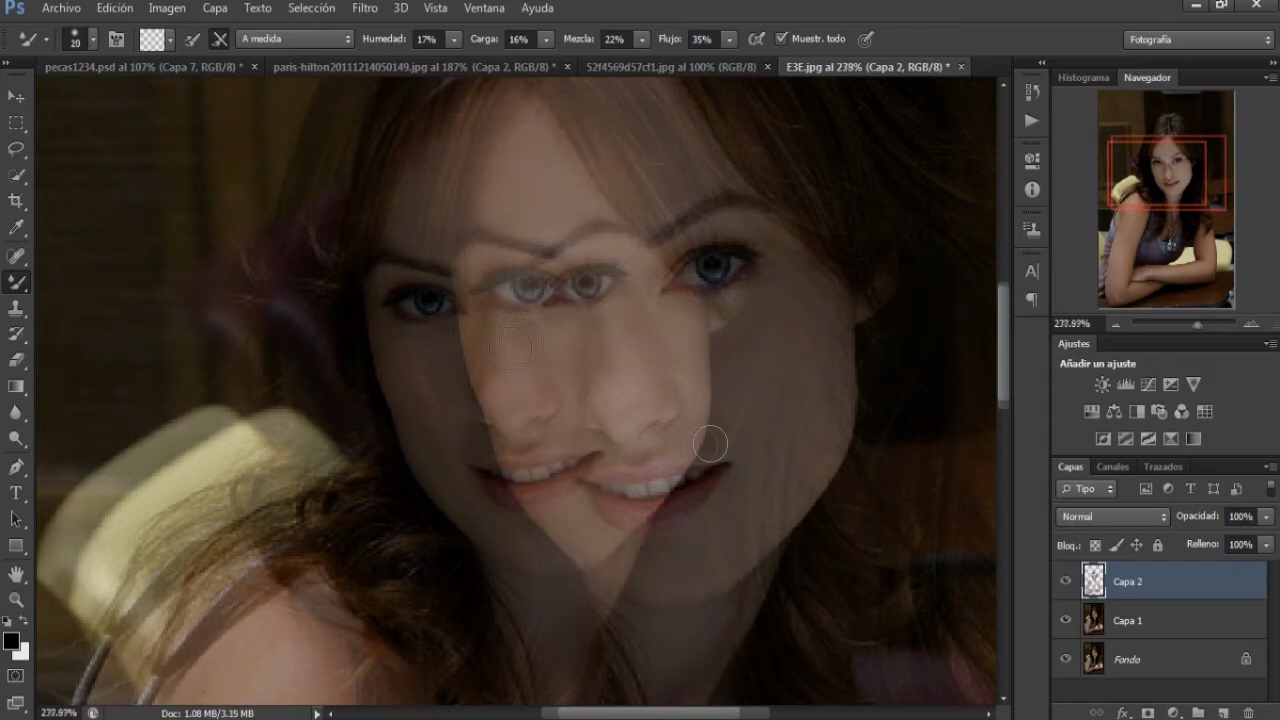 Ps Archivo Edición Imagen Capa Texto Selección Filtro 3D Vista Ventana Ayuda
20 A medida Humedad: 17% Carga: 16% Mezcla: 22% Flujo: 35% Muestr. todo Fotografía
pecas1234.psd al 107% (Capa 7, RGB/8) * × paris-hilton20111214050149.jpg al 187% (Capa 2, RGB/8) * × 52f4569d57cf1.jpg al 100% (RGB/8) × E3E.jpg al 278% (Capa 2, RGB/8) * ×
Histograma Navegador
278.99%
Ajustes
Añadir un ajuste
Capas Canales Trazados
Tipo
Normal Opacidad: 100%
Bloq.: Relleno: 100%
Capa 2
Capa 1
Fondo
278.99% Doc: 1.08 MB/3.15 MB